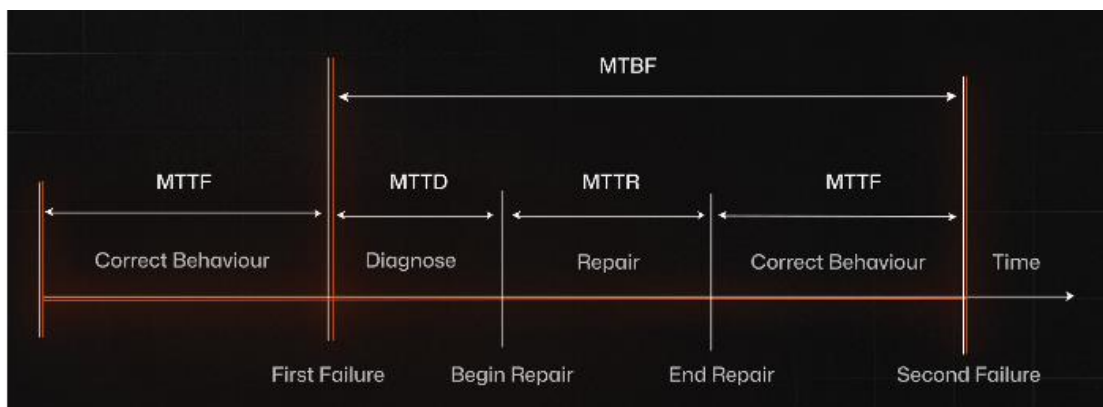 MTBF
MTTF MTTD MTTR MTTF
Correct Behaviour Diagnose Repair Correct Behaviour Time
First Failure Begin Repair End Repair Second Failure